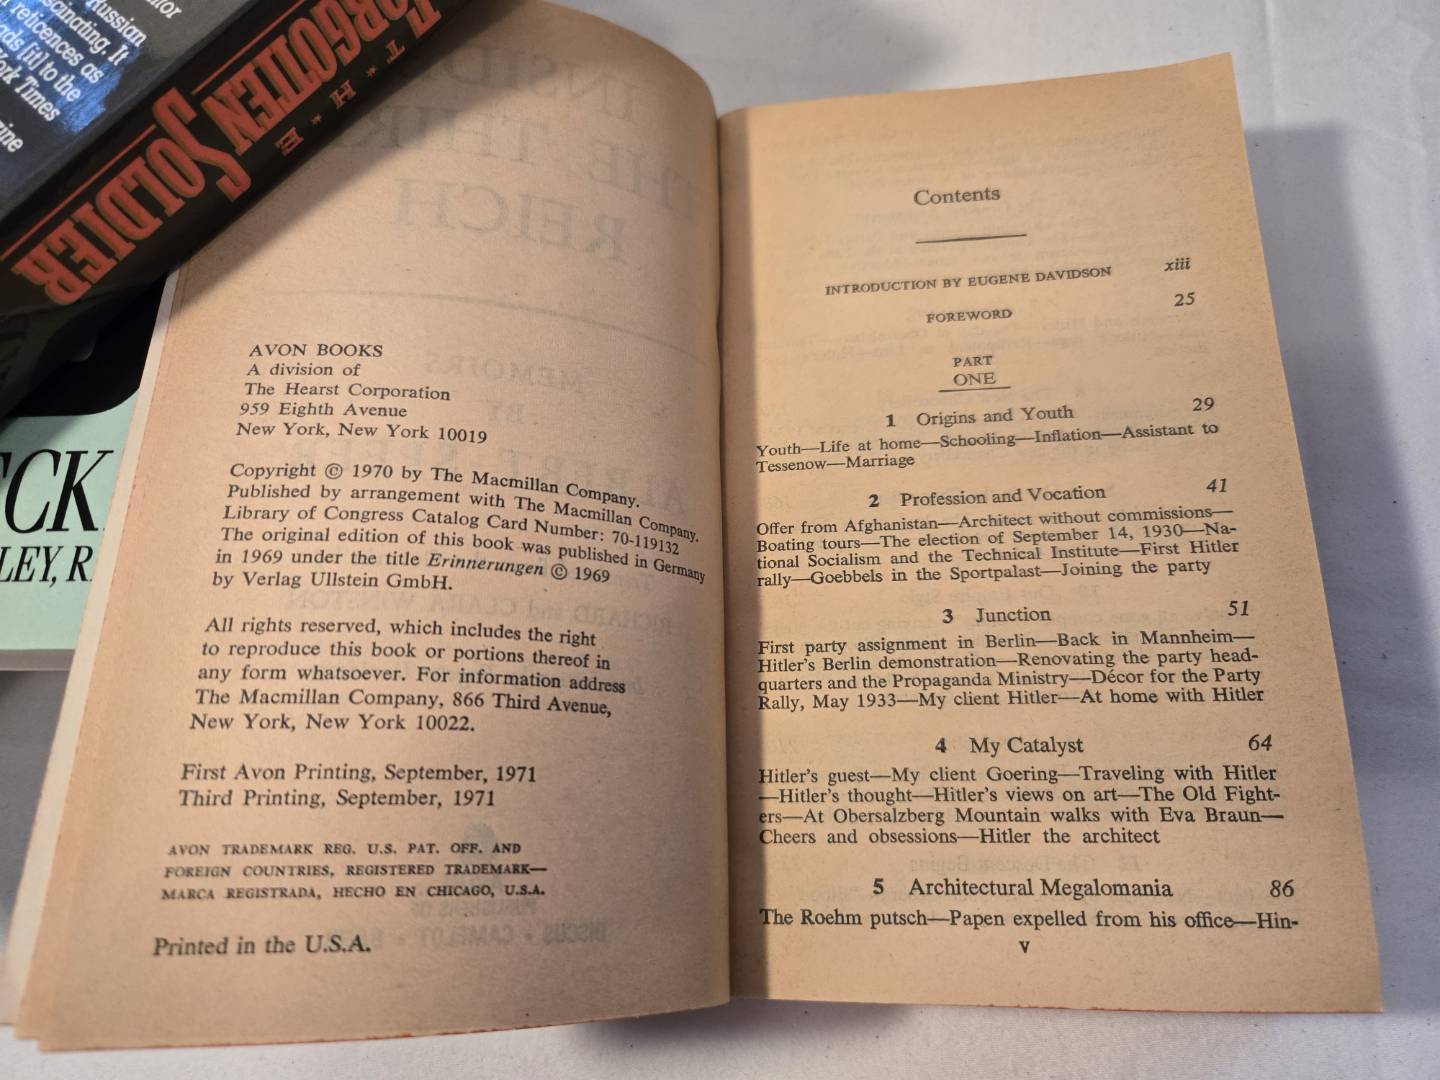 Russian
fascinating. It
reticences as
[it] to the
York Times
THE
FORGOTTEN
SOLDIER
AVON BOOKS
A division of
The Hearst Corporation
959 Eighth Avenue
New York, New York 10019
Copyright © 1970 by The Macmillan Company.
Published by arrangement with The Macmillan Company.
Library of Congress Catalog Card Number: 70-119132
The original edition of this book was published in Germany
in 1969 under the title Erinnerungen © 1969
by Verlag Ullstein GmbH.
All rights reserved, which includes the right
to reproduce this book or portions thereof in
any form whatsoever. For information address
The Macmillan Company, 866 Third Avenue,
New York, New York 10022.
First Avon Printing, September, 1971
Third Printing, September, 1971
AVON TRADEMARK REG. U.S. PAT. OFF. AND
FOREIGN COUNTRIES, REGISTERED TRADEMARK—
MARCA REGISTRADA, HECHO EN CHICAGO, U.S.A.
Printed in the U.S.A.
Contents
INTRODUCTION BY EUGENE DAVIDSON xiii
FOREWORD 25
PART
ONE
1 Origins and Youth 29
Youth—Life at home—Schooling—Inflation—Assistant to
Tessenow—Marriage
2 Profession and Vocation 41
Offer from Afghanistan—Architect without commissions—
Boating tours—The election of September 14, 1930—Na-
tional Socialism and the Technical Institute—First Hitler
rally—Goebbels in the Sportpalast—Joining the party
3 Junction 51
First party assignment in Berlin—Back in Mannheim—
Hitler's Berlin demonstration—Renovating the party head-
quarters and the Propaganda Ministry—Décor for the Party
Rally, May 1933—My client Hitler—At home with Hitler
4 My Catalyst 64
Hitler's guest—My client Goering—Traveling with Hitler
—Hitler's thought—Hitler's views on art—The Old Fight-
ers—At Obersalzberg Mountain walks with Eva Braun—
Cheers and obsessions—Hitler the architect
5 Architectural Megalomania 86
The Roehm putsch—Papen expelled from his office—Hin-
v